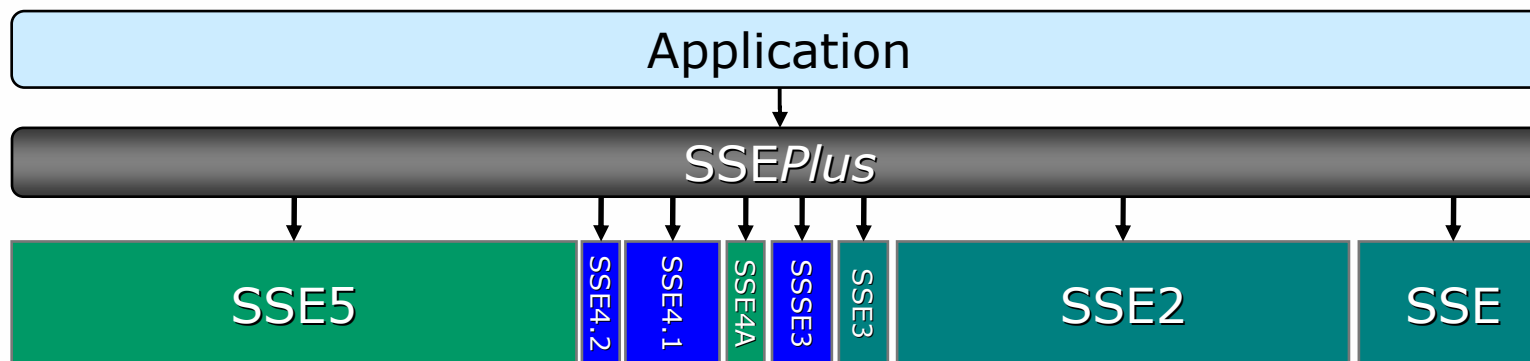 Application
SSEPlus
SSE5
SSE4.2
SSE4.1
SSE4A
SSSE3
SSE3
SSE2
SSE